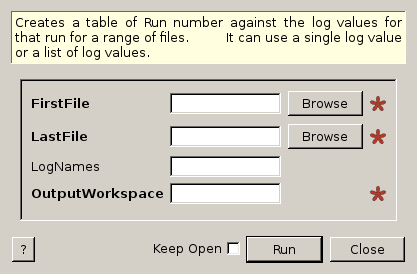 Creates a table of Run number against the log values for
that run for a range of files. It can use a single log value
or a list of log values.
FirstFile
Browse
LastFile
Browse
LogNames
OutputWorkspace
?
Keep Open
Run
Close